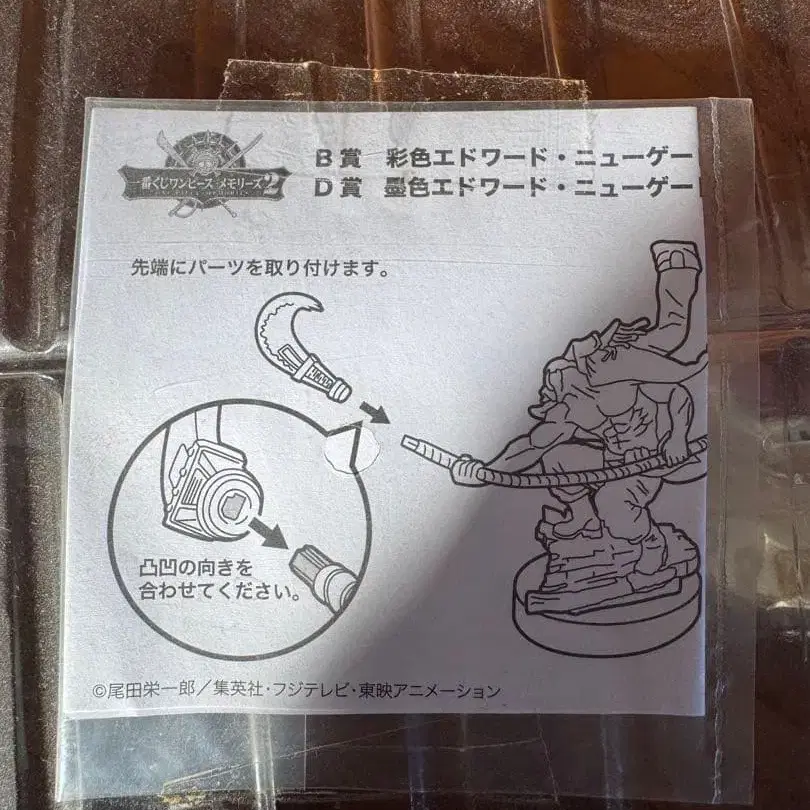 一番くじワンピース メモリーズ2
B賞 彩色エドワード・ニューゲー
D賞 墨色エドワード・ニューゲー
先端にパーツを取り付けます。
凸凹の向きを
合わせてください。
©尾田栄一郎／集英社・フジテレビ・東映アニメーション